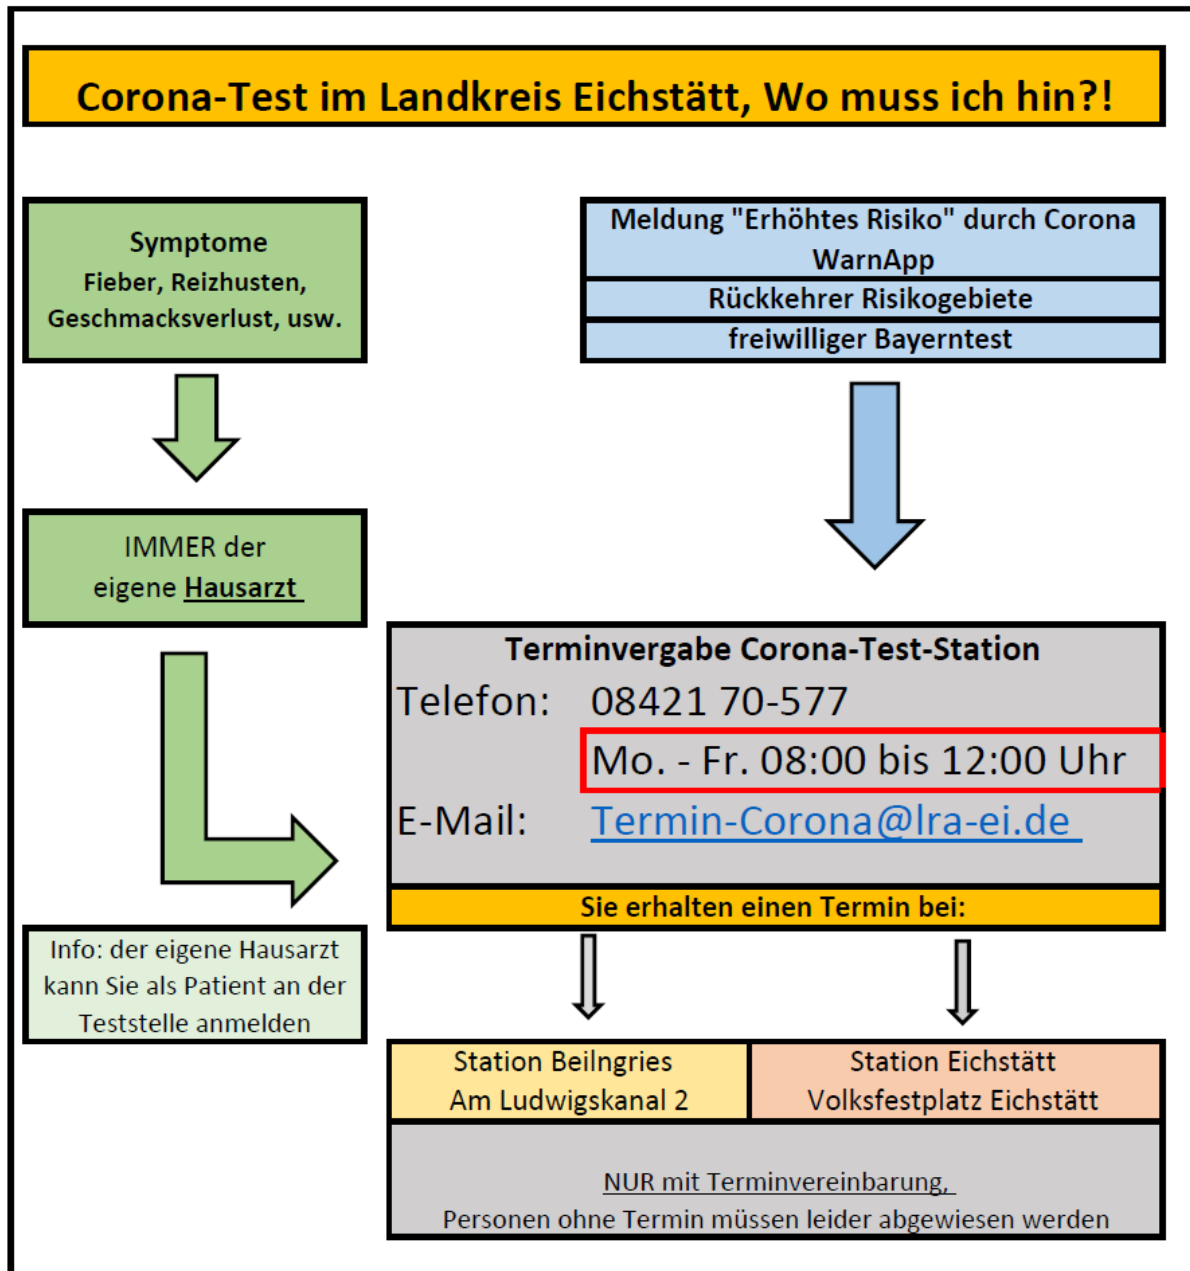 Corona-Test im Landkreis Eichstätt, Wo muss ich hin?!
Symptome
Fieber, Reizhusten,
Geschmacksverlust, usw.
Meldung "Erhöhtes Risiko" durch Corona
WarnApp
Rückkehrer Risikogebiete
freiwilliger Bayerntest
IMMER der
eigene Hausarzt
Terminvergabe Corona-Test-Station
Telefon: 08421 70-577
Mo. - Fr. 08:00 bis 12:00 Uhr
E-Mail: Termin-Corona@lra-ei.de
Sie erhalten einen Termin bei:
Info: der eigene Hausarzt
kann Sie als Patient an der
Teststelle anmelden
Station Beilngries
Am Ludwigskanal 2
Station Eichstätt
Volksfestplatz Eichstätt
NUR mit Terminvereinbarung,
Personen ohne Termin müssen leider abgewiesen werden